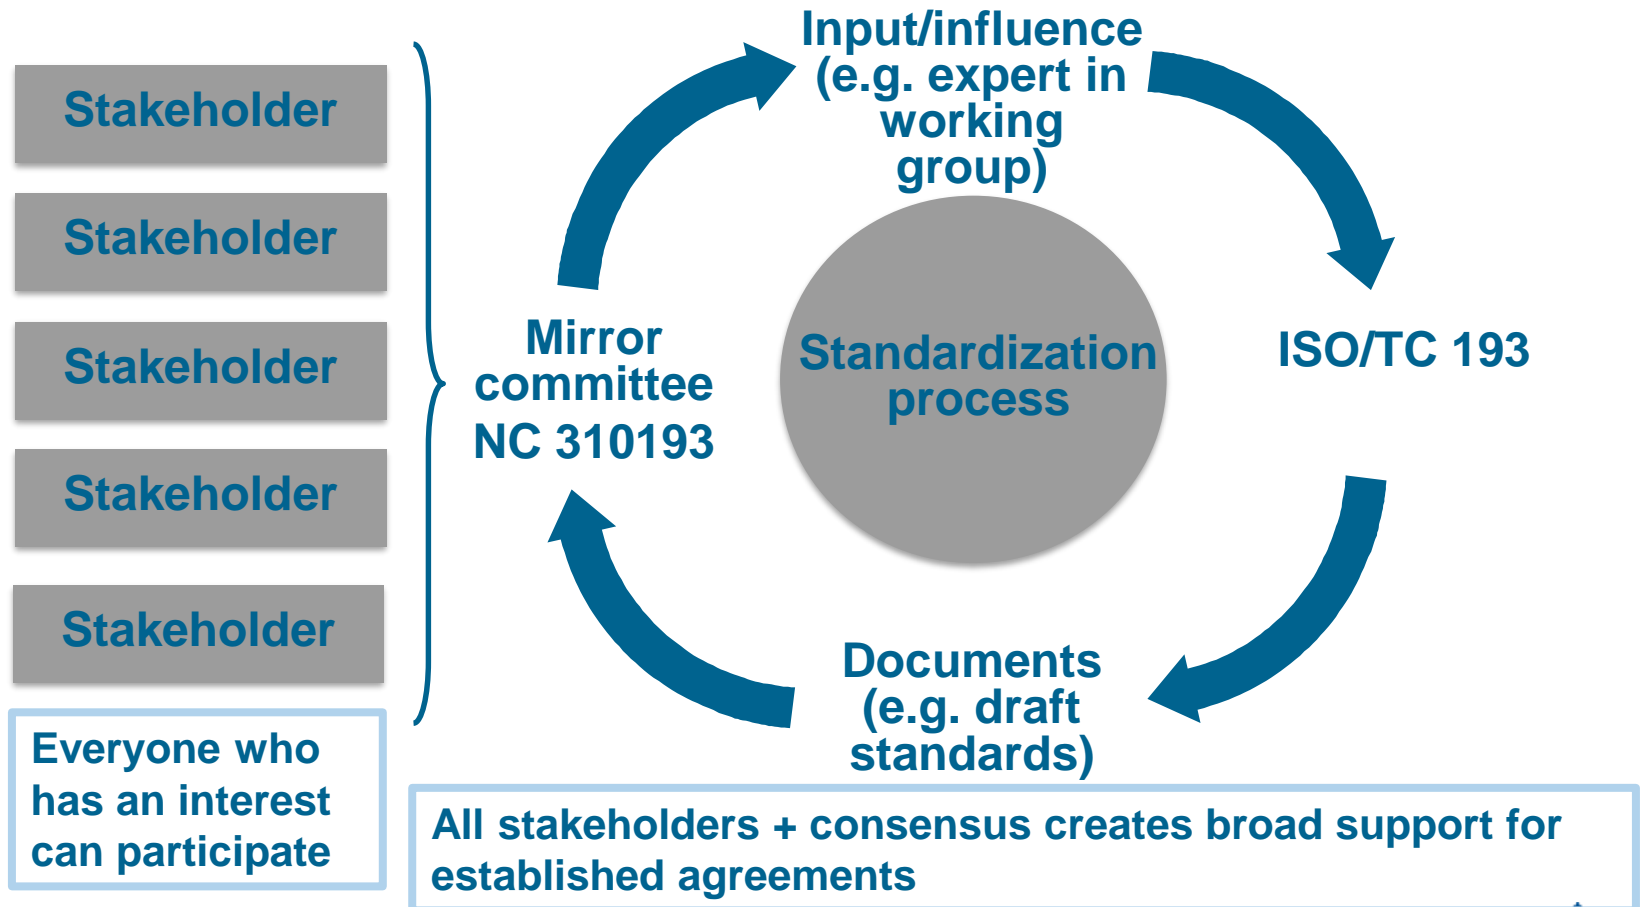 Stakeholder
Stakeholder
Stakeholder
Stakeholder
Stakeholder
Everyone who
has an interest
can participate
Mirror
committee
NC 310193
Input/influence
(e.g. expert in
working
group)
Standardization
process
ISO/TC 193
Documents
(e.g. draft
standards)
All stakeholders + consensus creates broad support for
established agreements